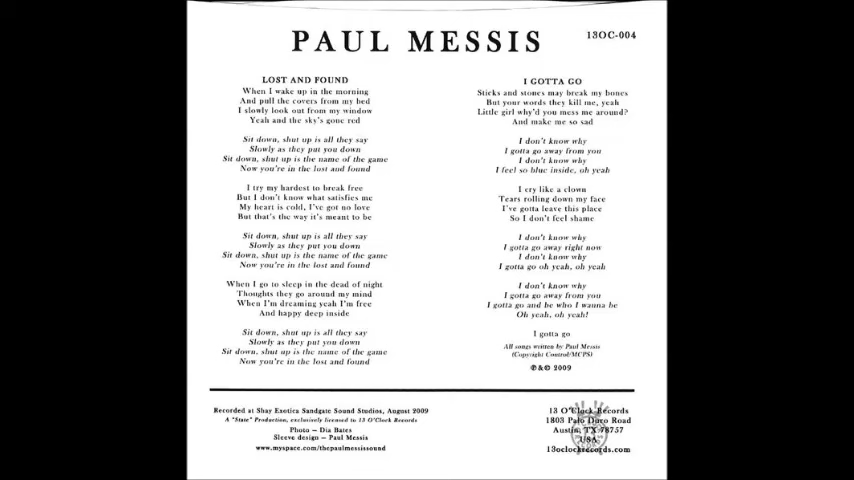 PAUL MESSIS
13OC-004
LOST AND FOUND
When I wake up in the morning
And pull the covers from my bed
I slowly look out from my window
Yeah and the sky's gone red
Sit down, shut up is all they say
Slowly as they put you down
Sit down, shut up is the name of the game
Now you're in the lost and found
I try my hardest to break free
But I don't know what satisfies me
My heart is cold, I've got no love
But that's the way it's meant to be
Sit down, shut up is all they say
Slowly as they put you down
Sit down, shut up is the name of the game
Now you're in the lost and found
When I go to sleep in the dead of night
Thoughts they go around my mind
When I'm dreaming yeah I'm free
And happy deep inside
Sit down, shut up is all they say
Slowly as they put you down
Sit down, shut up is the name of the game
Now you're in the lost and found
I GOTTA GO
Sticks and stones may break my bones
But your words they kill me, yeah
Little girl why'd you mess me around?
And make me so sad
I don't know why
I gotta go away from you
I don't know why
I feel so blue inside, oh yeah
I cry like a clown
Tears rolling down my face
I've gotta leave this place
So I don't feel shame
I don't know why
I gotta go away right now
I don't know why
I gotta go oh yeah, oh yeah
I don't know why
I gotta go away from you
I gotta go and be who I wanna be
Oh yeah, oh yeah!
I gotta go
All songs written by Paul Messis
(Copyright Control/MCPS)
℗&© 2009
Recorded at Shay Exotica Sandgate Sound Studios, August 2009
A "State" Production, exclusively licensed to 13 O'Clock Records
Photo – Dia Bates
Sleeve design – Paul Messis
www.myspace.com/thepaulmessissound
13 O'Clock Records
1803 Palo Duro Road
Austin, TX 78757
USA
13oclockrecords.com